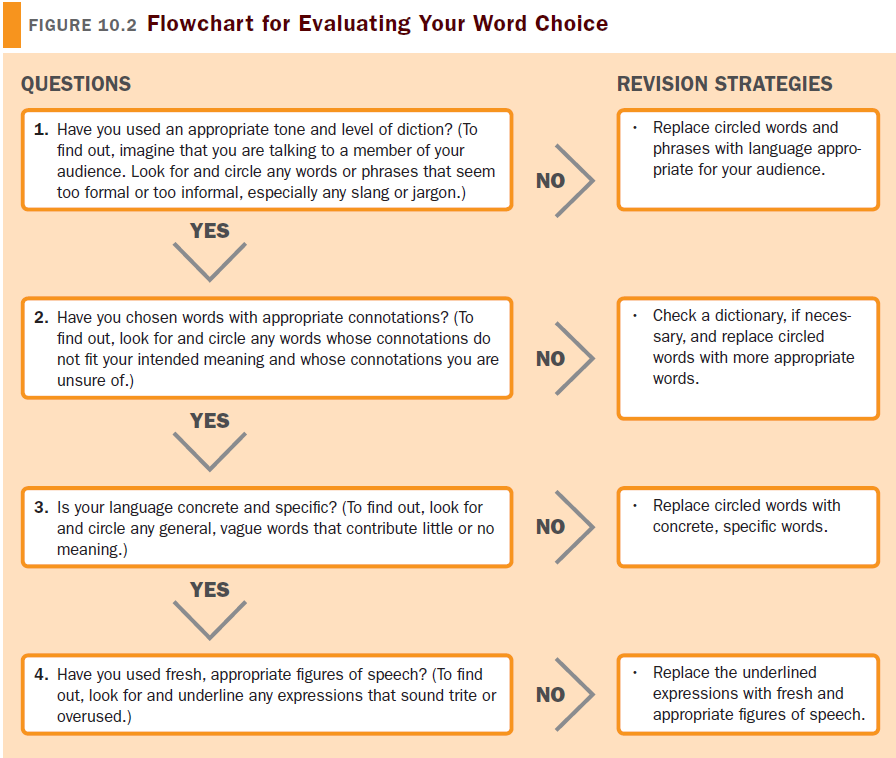 FIGURE 10.2 Flowchart for Evaluating Your Word Choice
QUESTIONS
REVISION STRATEGIES
1. Have you used an appropriate tone and level of diction? (To
find out, imagine that you are talking to a member of your
audience. Look for and circle any words or phrases that seem
too formal or too informal, especially any slang or jargon.)
NO
• Replace circled words and
phrases with language appro-
priate for your audience.
YES
2. Have you chosen words with appropriate connotations? (To
find out, look for and circle any words whose connotations do
not fit your intended meaning and whose connotations you are
unsure of.)
NO
• Check a dictionary, if neces-
sary, and replace circled
words with more appropriate
words.
YES
3. Is your language concrete and specific? (To find out, look for
and circle any general, vague words that contribute little or no
meaning.)
NO
• Replace circled words with
concrete, specific words.
YES
4. Have you used fresh, appropriate figures of speech? (To find
out, look for and underline any expressions that sound trite or
overused.)
NO
• Replace the underlined
expressions with fresh and
appropriate figures of speech.